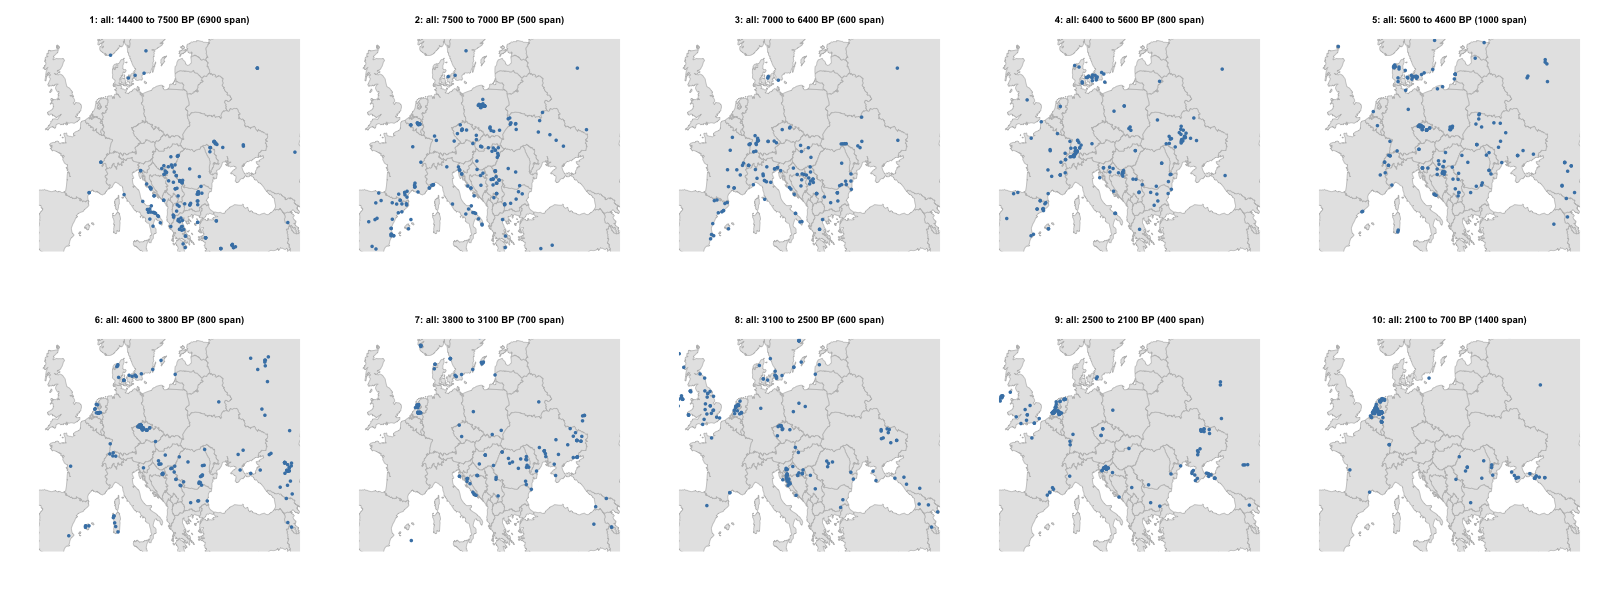 1: all: 14400 to 7500 BP (6900 span)
2: all: 7500 to 7000 BP (500 span)
3: all: 7000 to 6400 BP (600 span)
4: all: 6400 to 5600 BP (800 span)
5: all: 5600 to 4600 BP (1000 span)
6: all: 4600 to 3800 BP (800 span)
7: all: 3800 to 3100 BP (700 span)
8: all: 3100 to 2500 BP (600 span)
9: all: 2500 to 2100 BP (400 span)
10: all: 2100 to 700 BP (1400 span)